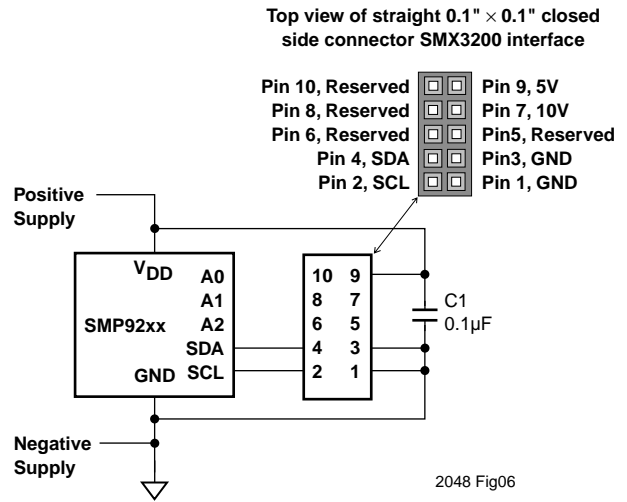 Top view of straight 0.1" × 0.1" closed
side connector SMX3200 interface
Pin 10, Reserved
Pin 9, 5V
Pin 8, Reserved
Pin 7, 10V
Pin 6, Reserved
Pin5, Reserved
Pin 4, SDA
Pin3, GND
Pin 2, SCL
Pin 1, GND
Positive
Supply
VDD
A0
A1
SMP92xx
A2
SDA
GND
SCL
10 9
8 7
6 5
4 3
2 1
C1
0.1µF
Negative
Supply
2048 Fig06